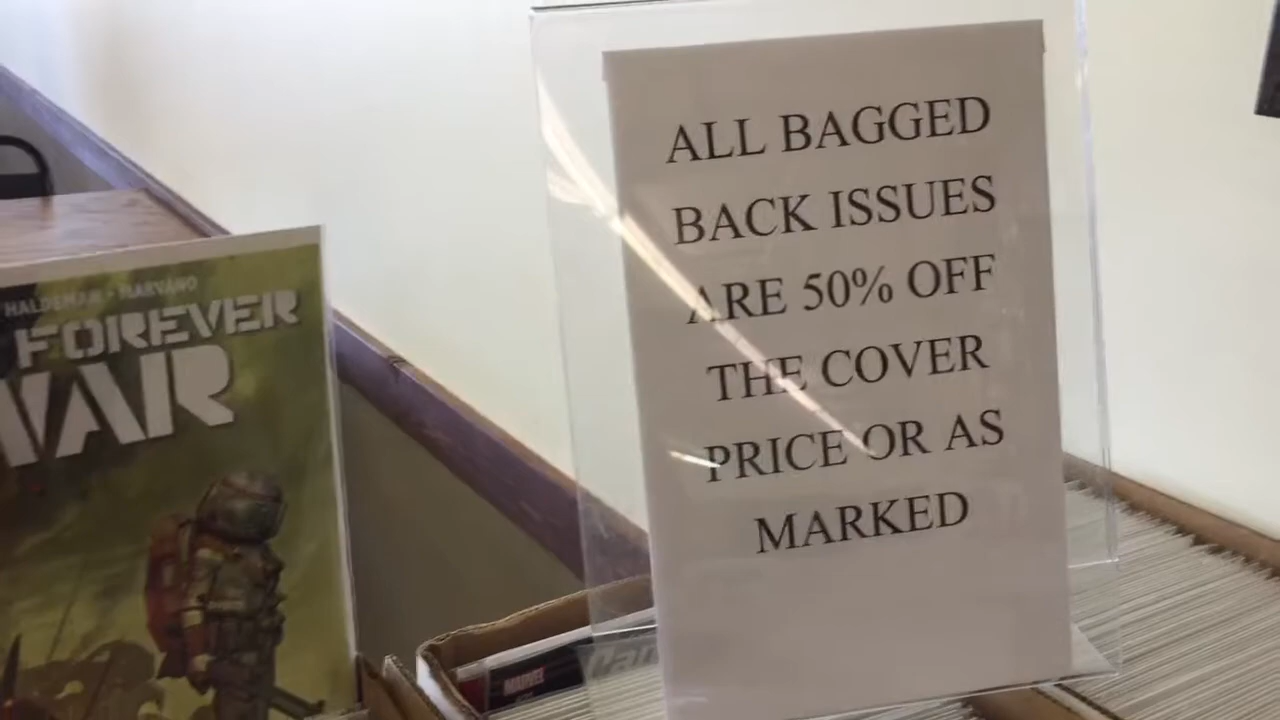 HALDEMAN • MARVANO
FOREVER
WAR
ALL BAGGED
BACK ISSUES
ARE 50% OFF
THE COVER
PRICE OR AS
MARKED
MARVEL